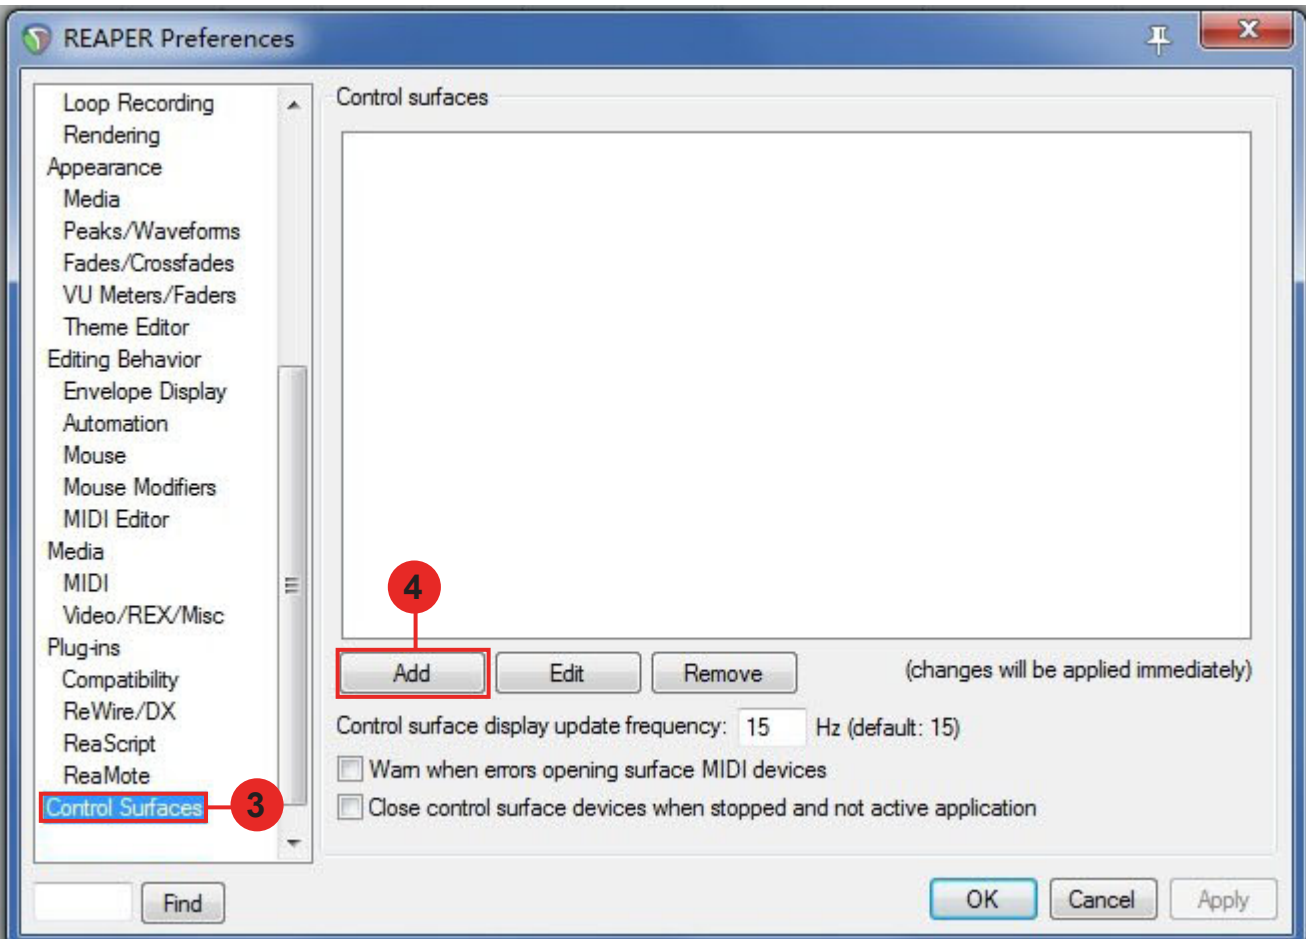 REAPER Preferences
Loop Recording
Rendering
Appearance
Media
Peaks/Waveforms
Fades/Crossfades
VU Meters/Faders
Theme Editor
Editing Behavior
Envelope Display
Automation
Mouse
Mouse Modifiers
MIDI Editor
Media
MIDI
Video/REX/Misc
Plug-ins
Compatibility
ReWire/DX
ReaScript
ReaMote
Control Surfaces
3
Find
Control surfaces
4
Add Edit Remove (changes will be applied immediately)
Control surface display update frequency: 15 Hz (default: 15)
Warn when errors opening surface MIDI devices
Close control surface devices when stopped and not active application
OK Cancel Apply